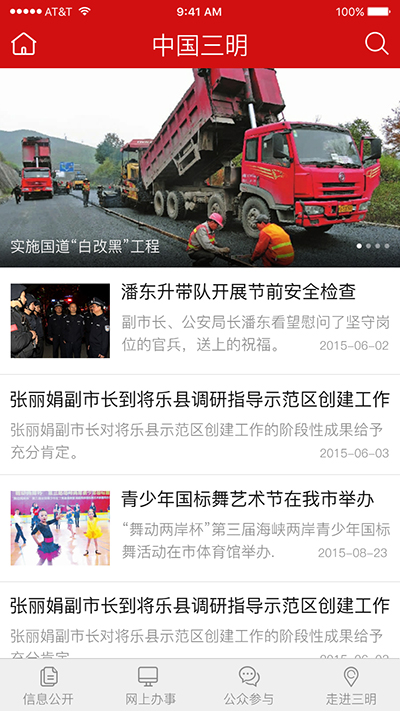 AT&T 9:41 AM 100%
中国三明
实施国道“白改黑”工程
潘东升带队开展节前安全检查
副市长、公安局长潘东看望慰问了坚守岗
位的官兵，送上的祝福。 2015-06-02
张丽娟副市长到将乐县调研指导示范区创建工作
张丽娟副市长对将乐县示范区创建工作的阶段性成果给予
充分肯定。 2015-06-03
青少年国标舞艺术节在我市举办
“舞动两岸杯”第三届海峡两岸青少年国标
舞活动在市体育馆举办. 2015-08-23
张丽娟副市长到将乐县调研指导示范区创建工作
张丽娟副市长对将乐县示范区创建工作的阶段性成果给予
充分肯定。 2015-06-03
信息公开 网上办事 公众参与 走进三明